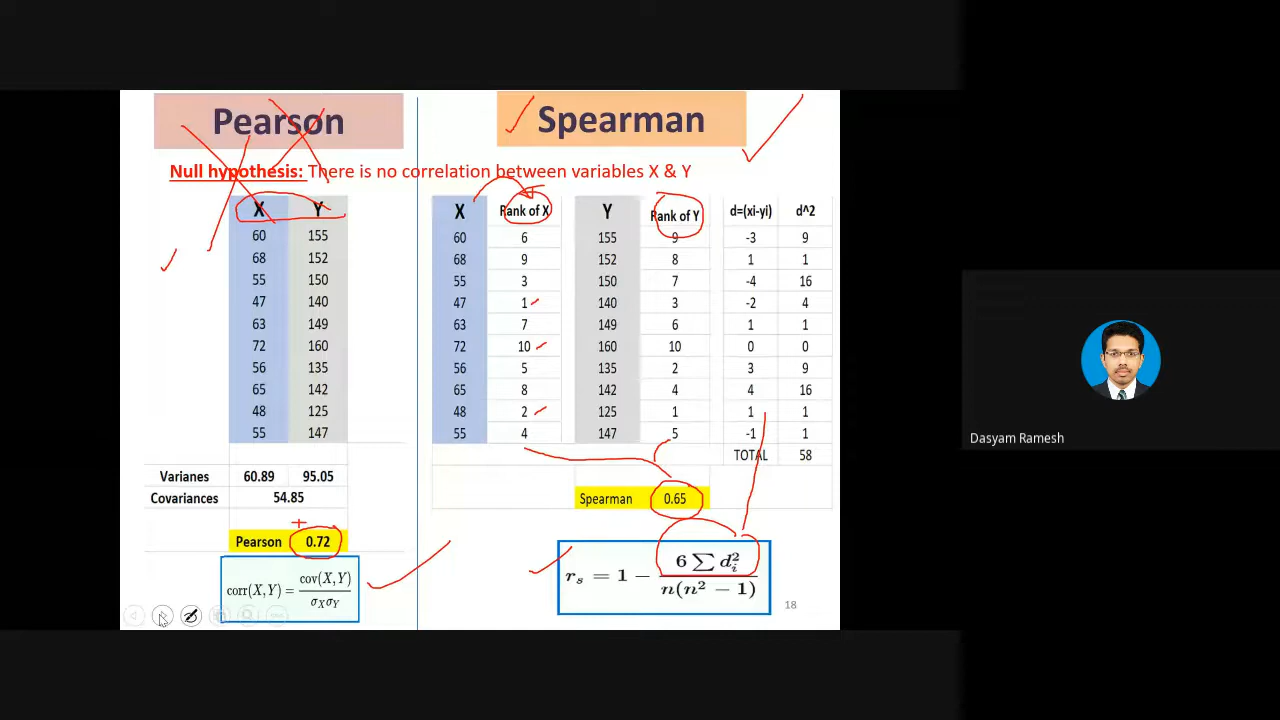 Pearson
Spearman
Null hypothesis: There is no correlation between variables X & Y
X Y
60 155
68 152
55 150
47 140
63 149
72 160
56 135
65 142
48 125
55 147
Varianes 60.89 95.05
Covariances 54.85
Pearson 0.72
corr(X,Y) = cov(X,Y) / σXσY
X Rank of X Y Rank of Y d=(xi-yi) d^2
60 6 155 9 -3 9
68 9 152 8 1 1
55 3 150 7 -4 16
47 1 140 3 -2 4
63 7 149 6 1 1
72 10 160 10 0 0
56 5 135 2 3 9
65 8 142 4 4 16
48 2 125 1 1 1
55 4 147 5 -1 1
TOTAL 58
Spearman 0.65
rs = 1 − 6 ∑ di² / n(n² − 1)
18
Dasyam Ramesh